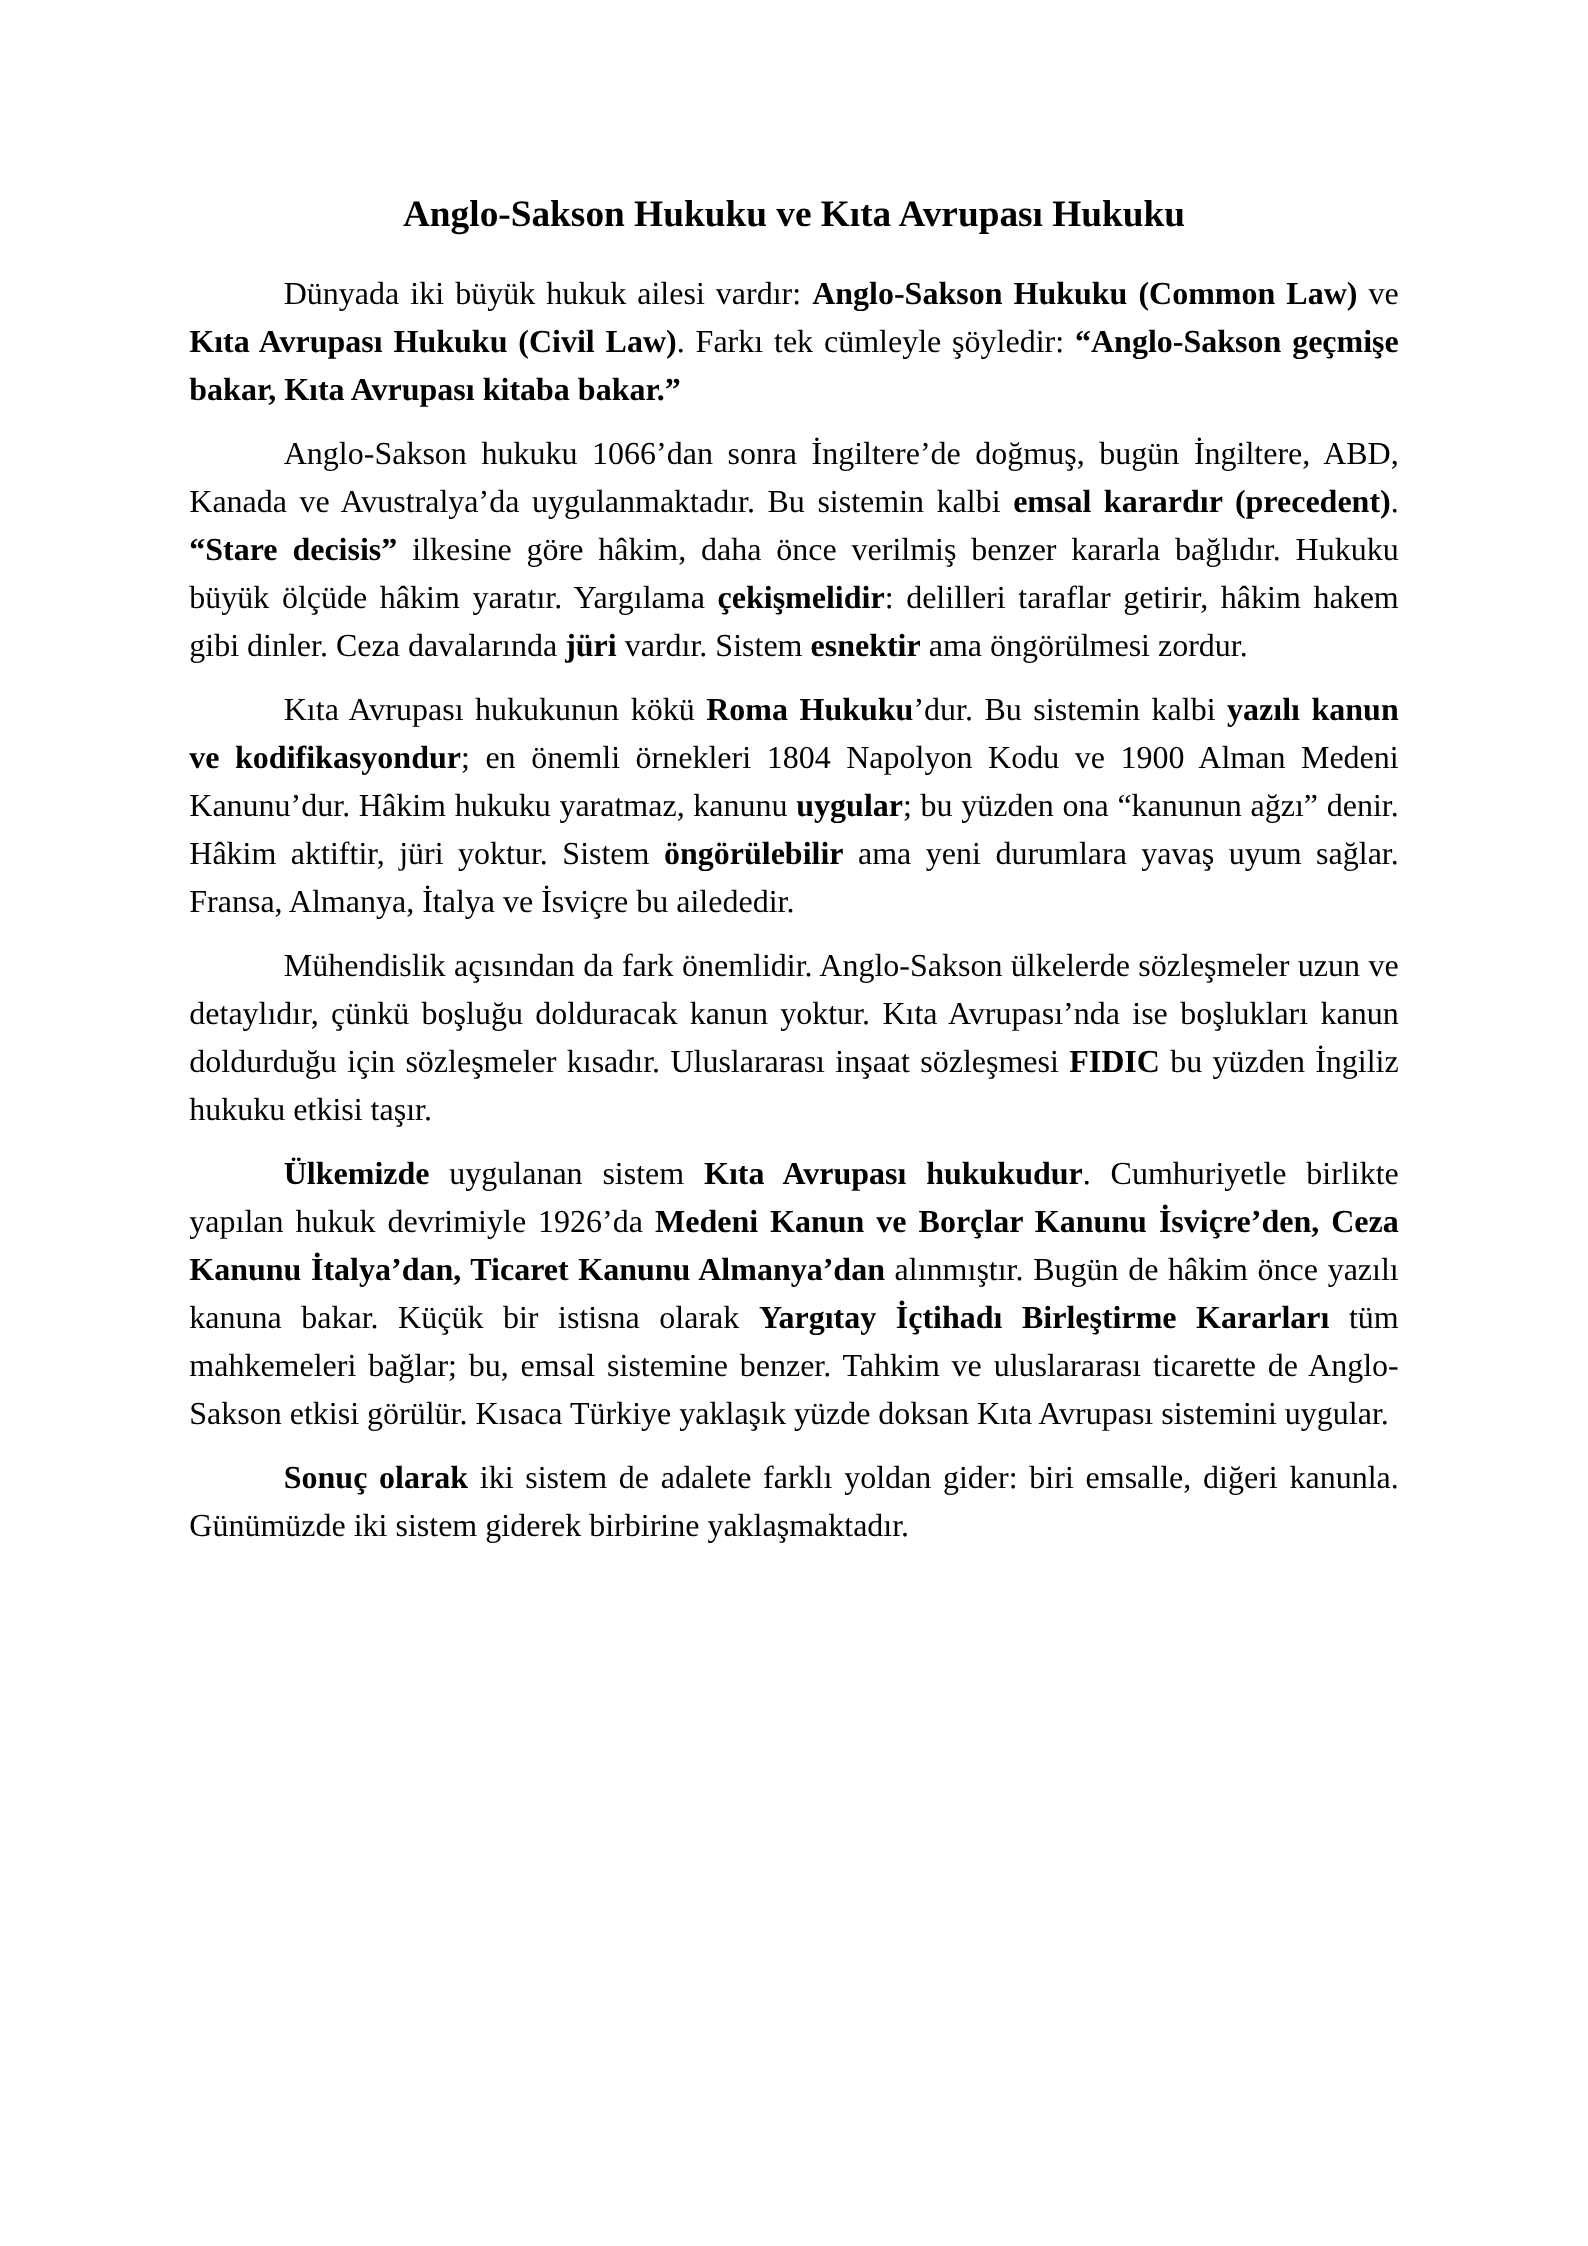 Anglo-Sakson Hukuku ve Kıta Avrupası Hukuku
Dünyada iki büyük hukuk ailesi vardır: Anglo-Sakson Hukuku (Common Law) ve
Kıta Avrupası Hukuku (Civil Law). Farkı tek cümleyle şöyledir: “Anglo-Sakson geçmişe
bakar, Kıta Avrupası kitaba bakar.”
Anglo-Sakson hukuku 1066’dan sonra İngiltere’de doğmuş, bugün İngiltere, ABD,
Kanada ve Avustralya’da uygulanmaktadır. Bu sistemin kalbi emsal karardır (precedent).
“Stare decisis” ilkesine göre hâkim, daha önce verilmiş benzer kararla bağlıdır. Hukuku
büyük ölçüde hâkim yaratır. Yargılama çekişmelidir: delilleri taraflar getirir, hâkim hakem
gibi dinler. Ceza davalarında jüri vardır. Sistem esnektir ama öngörülmesi zordur.
Kıta Avrupası hukukunun kökü Roma Hukuku’dur. Bu sistemin kalbi yazılı kanun
ve kodifikasyondur; en önemli örnekleri 1804 Napolyon Kodu ve 1900 Alman Medeni
Kanunu’dur. Hâkim hukuku yaratmaz, kanunu uygular; bu yüzden ona “kanunun ağzı” denir.
Hâkim aktiftir, jüri yoktur. Sistem öngörülebilir ama yeni durumlara yavaş uyum sağlar.
Fransa, Almanya, İtalya ve İsviçre bu ailededir.
Mühendislik açısından da fark önemlidir. Anglo-Sakson ülkelerde sözleşmeler uzun ve
detaylıdır, çünkü boşluğu dolduracak kanun yoktur. Kıta Avrupası’nda ise boşlukları kanun
doldurduğu için sözleşmeler kısadır. Uluslararası inşaat sözleşmesi FIDIC bu yüzden İngiliz
hukuku etkisi taşır.
Ülkemizde uygulanan sistem Kıta Avrupası hukukudur. Cumhuriyetle birlikte
yapılan hukuk devrimiyle 1926’da Medeni Kanun ve Borçlar Kanunu İsviçre’den, Ceza
Kanunu İtalya’dan, Ticaret Kanunu Almanya’dan alınmıştır. Bugün de hâkim önce yazılı
kanuna bakar. Küçük bir istisna olarak Yargıtay İçtihadı Birleştirme Kararları tüm
mahkemeleri bağlar; bu, emsal sistemine benzer. Tahkim ve uluslararası ticarette de Anglo-
Sakson etkisi görülür. Kısaca Türkiye yaklaşık yüzde doksan Kıta Avrupası sistemini uygular.
Sonuç olarak iki sistem de adalete farklı yoldan gider: biri emsalle, diğeri kanunla.
Günümüzde iki sistem giderek birbirine yaklaşmaktadır.